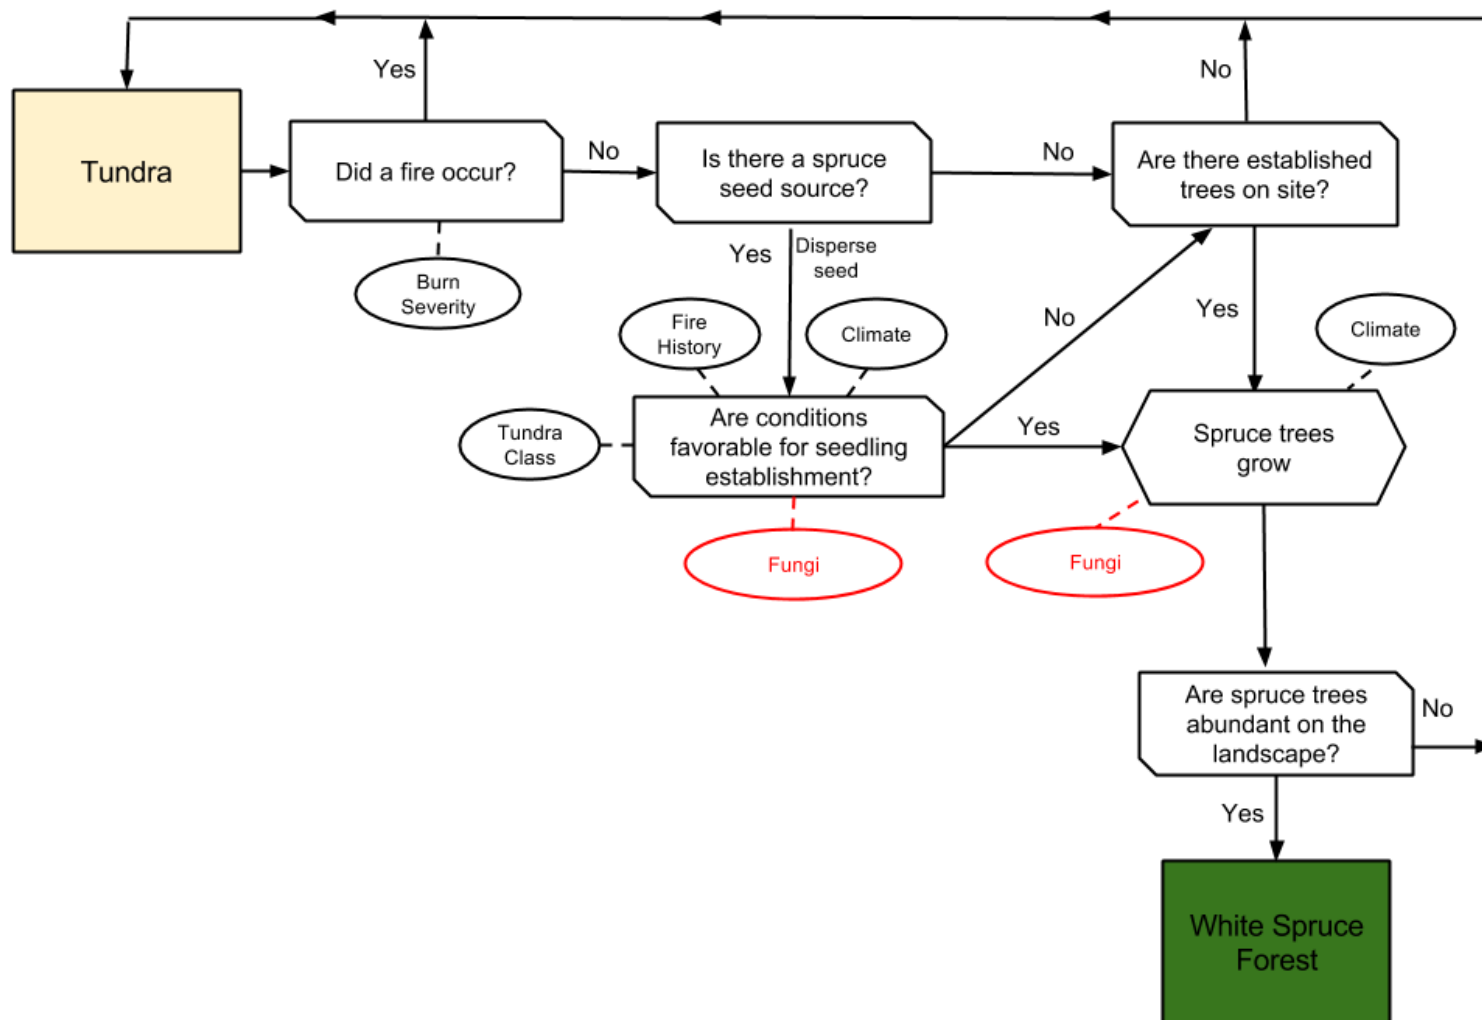 Yes
No
Tundra
Did a fire occur?
No
Is there a spruce
seed source?
No
Are there established
trees on site?
Burn
Severity
Yes
Disperse
seed
Fire
History
Climate
No
Yes
Climate
Tundra
Class
Are conditions
favorable for seedling
establishment?
Yes
Spruce trees
grow
Fungi
Fungi
Are spruce trees
abundant on the
landscape?
No
Yes
White Spruce
Forest